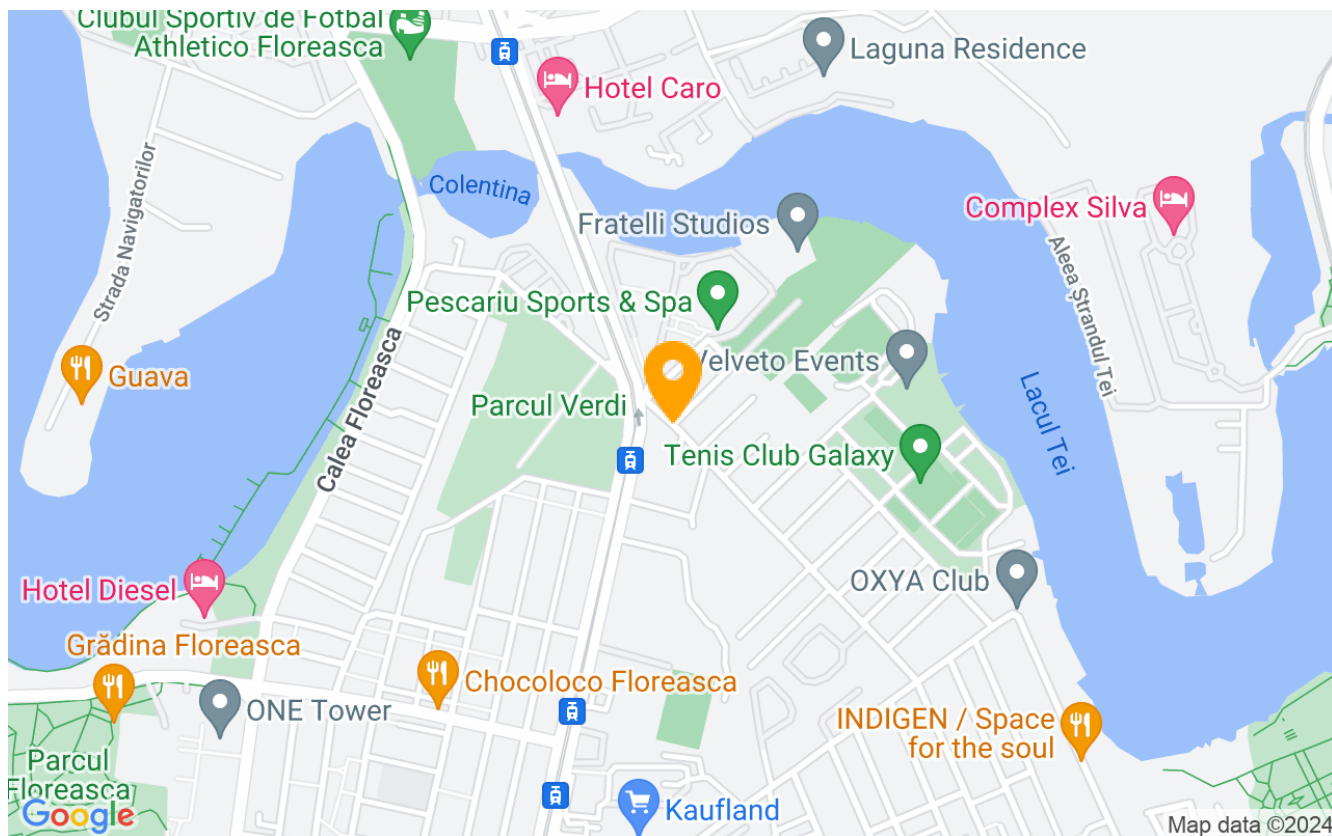 Clubul Sportiv de Fotbal
Athletico Floreasca
Laguna Residence
Hotel Caro
Strada Navigatorilor
Colentina
Fratelli Studios
Complex Silva
Aleea Ștrandul Tei
Pescariu Sports & Spa
Guava
Calea Floreasca
Velveto Events
Parcul Verdi
Lacul Tei
Tenis Club Galaxy
Hotel Diesel
OXYA Club
Grădina Floreasca
Chocoloco Floreasca
ONE Tower
INDIGEN / Space
for the soul
Parcul
Floreasca
Google
Kaufland
Map data ©2024